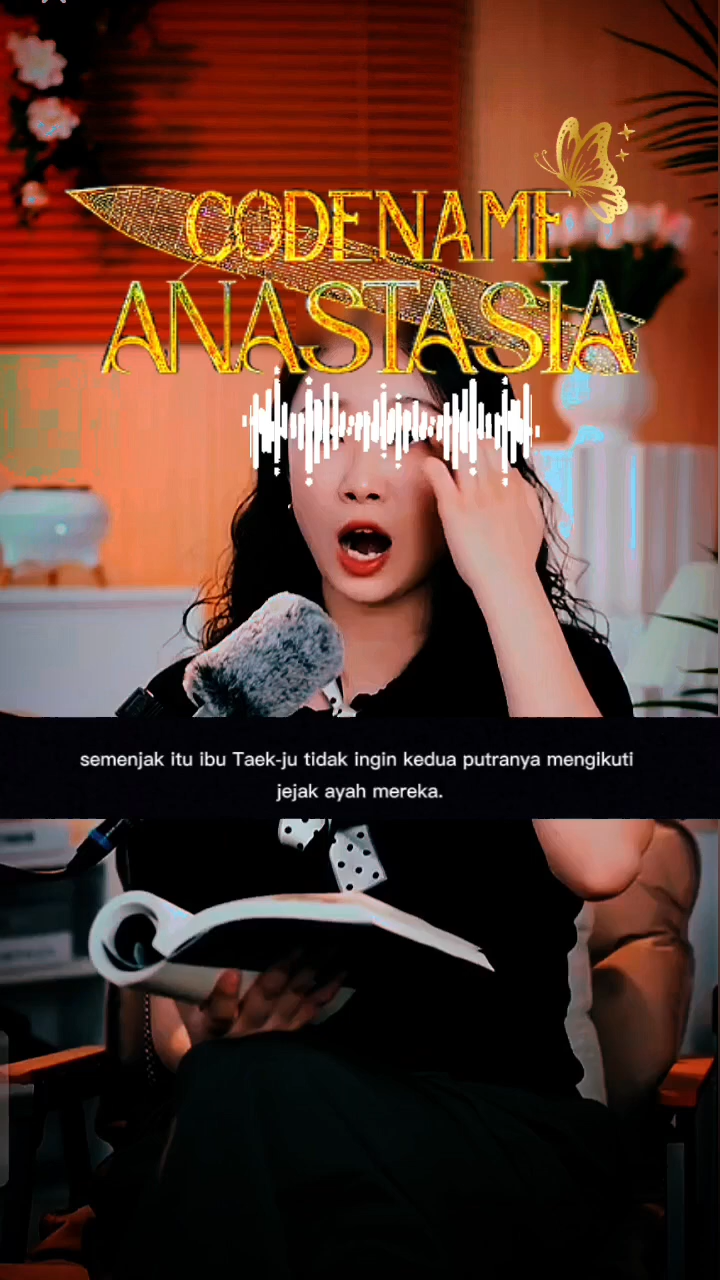 CODENAME
ANASTASIA
semenjak itu ibu Taek-ju tidak ingin kedua putranya mengikuti
jejak ayah mereka.